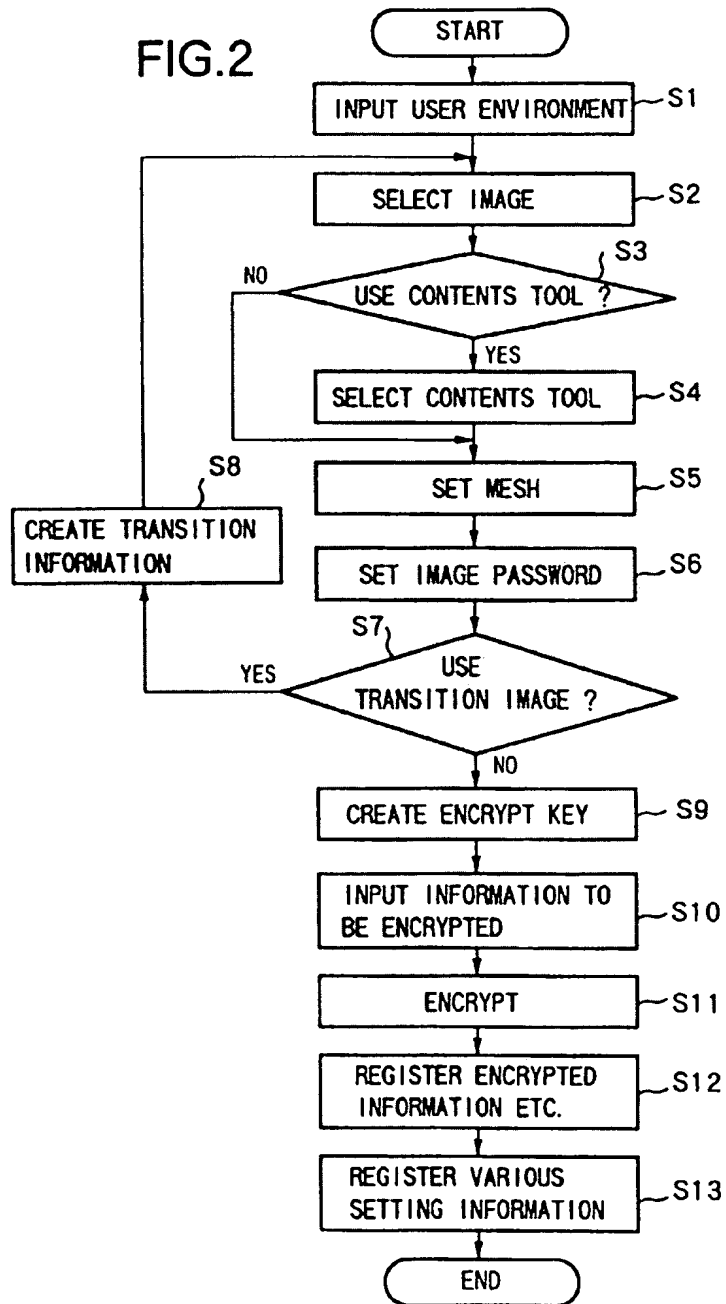 FIG.2
START
INPUT USER ENVIRONMENT
S1
SELECT IMAGE
S2
S3
NO
USE CONTENTS TOOL ?
YES
SELECT CONTENTS TOOL
S4
SET MESH
S5
S8
CREATE TRANSITION
INFORMATION
SET IMAGE PASSWORD
S6
S7
YES
USE
TRANSITION IMAGE ?
NO
CREATE ENCRYPT KEY
S9
INPUT INFORMATION TO
BE ENCRYPTED
S10
ENCRYPT
S11
REGISTER ENCRYPTED
INFORMATION ETC.
S12
REGISTER VARIOUS
SETTING INFORMATION
S13
END